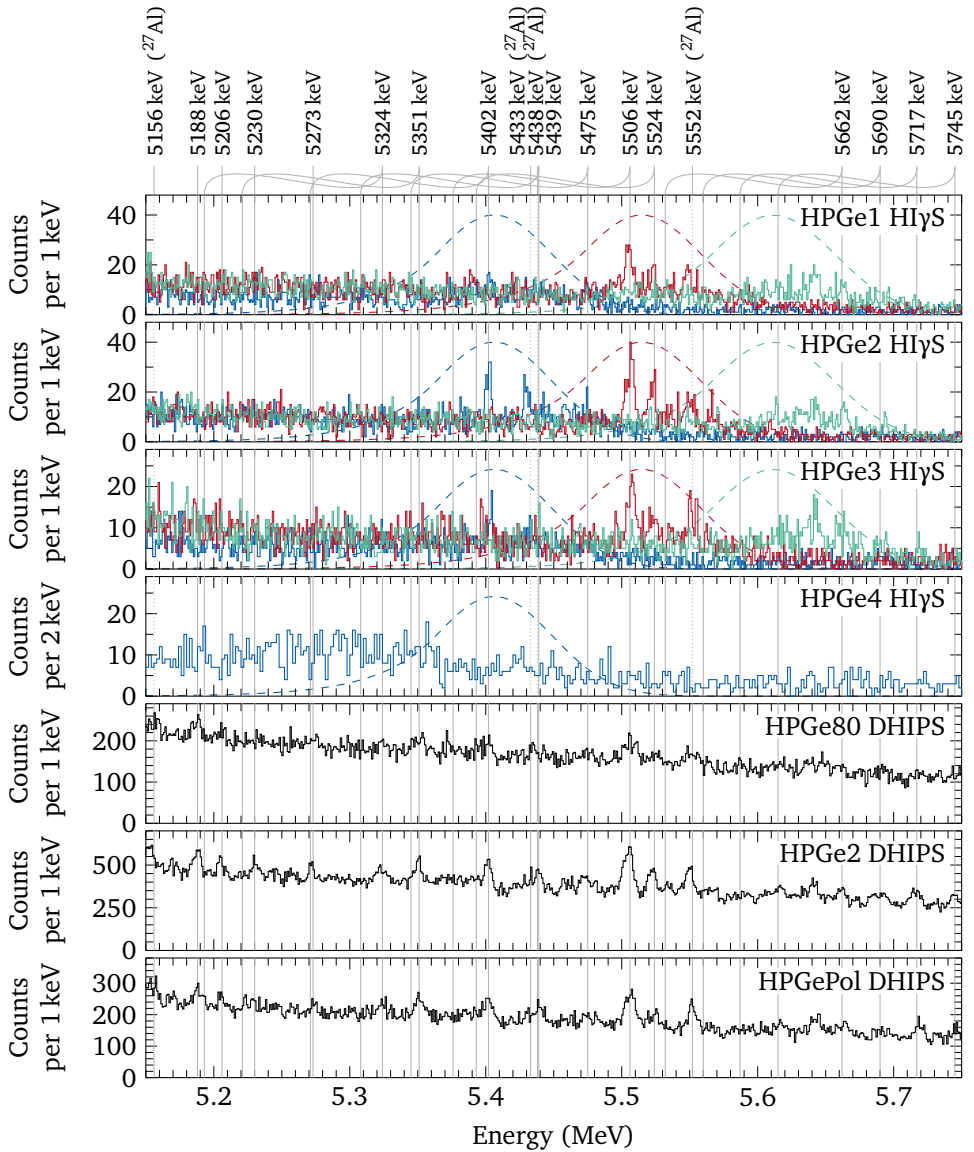 5156 keV (²⁷Al)
5188 keV
5206 keV
5230 keV
5273 keV
5324 keV
5351 keV
5402 keV
5433 keV (²⁷Al)
5438 keV (²⁷Al)
5439 keV
5475 keV
5506 keV
5524 keV
5552 keV (²⁷Al)
5662 keV
5690 keV
5717 keV
5745 keV
HPGe1 HIγS
Counts
per 1 keV
40
20
0
HPGe2 HIγS
Counts
per 1 keV
40
20
0
HPGe3 HIγS
Counts
per 1 keV
20
10
0
HPGe4 HIγS
Counts
per 2 keV
20
10
0
HPGe80 DHIPS
Counts
per 1 keV
200
100
0
HPGe2 DHIPS
Counts
per 1 keV
500
250
0
HPGePol DHIPS
Counts
per 1 keV
300
200
100
0
5.2 5.3 5.4 5.5 5.6 5.7
Energy (MeV)